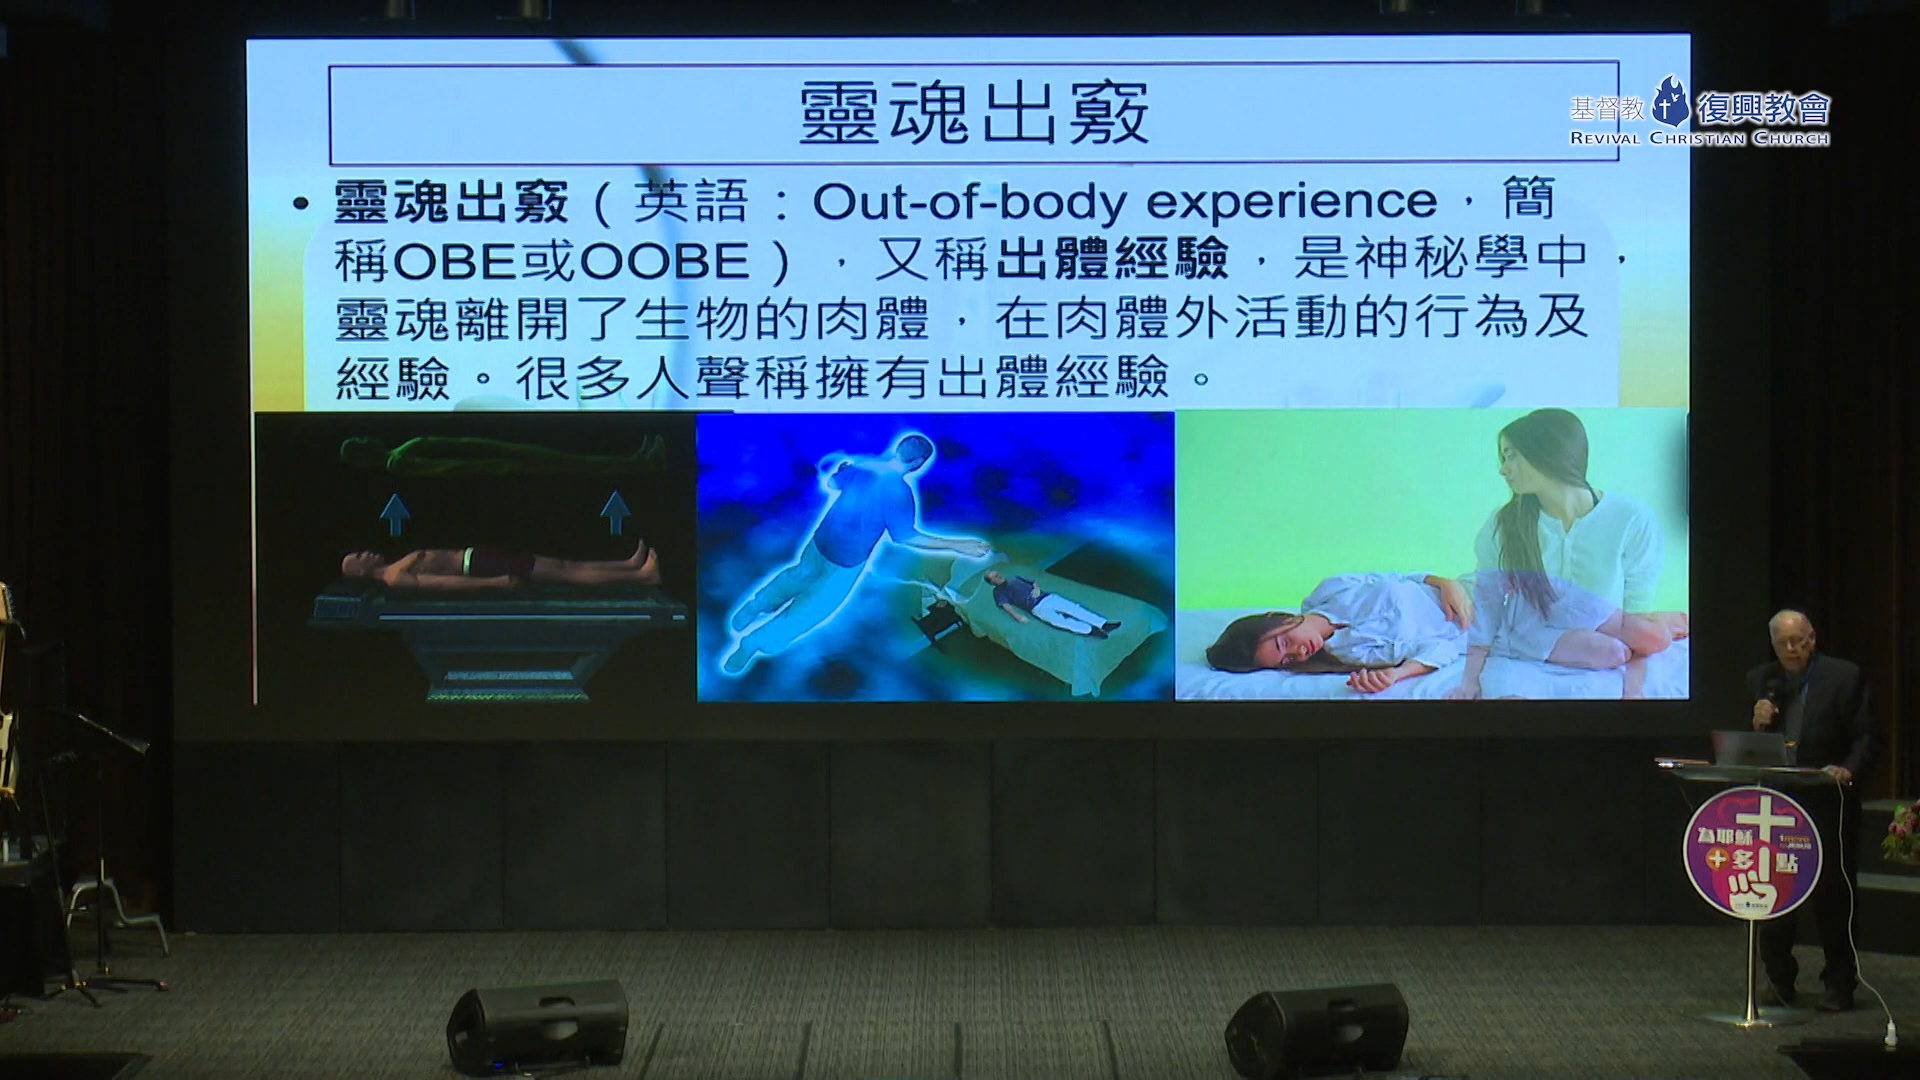 靈魂出竅
基督教 復興教會
REVIVAL CHRISTIAN CHURCH
• 靈魂出竅（英語：Out-of-body experience，簡
稱OBE或OOBE），又稱出體經驗，是神秘學中，
靈魂離開了生物的肉體，在肉體外活動的行為及
經驗。很多人聲稱擁有出體經驗。
為耶穌
+多 點